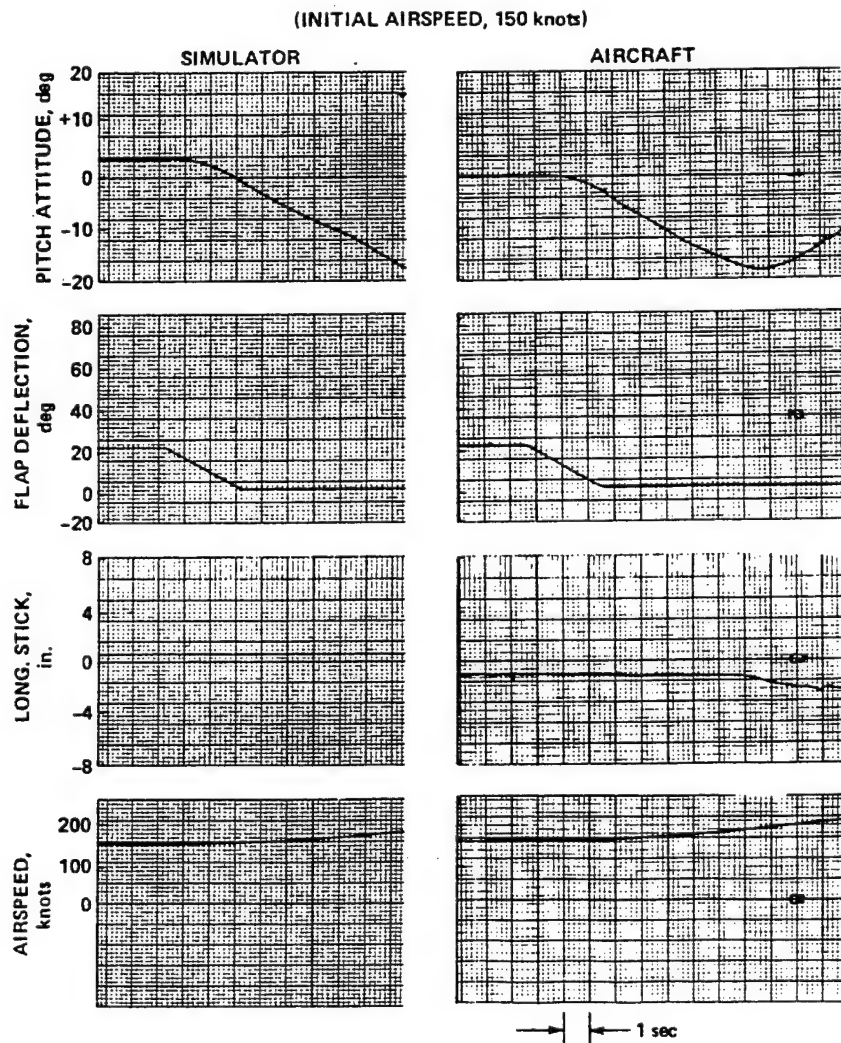 (INITIAL AIRSPEED, 150 knots)
SIMULATOR
AIRCRAFT
PITCH ATTITUDE, deg
20
+10
0
-10
-20
FLAP DEFLECTION,
deg
80
60
40
20
0
-20
LONG. STICK,
in.
8
4
0
-4
-8
AIRSPEED,
knots
200
100
0
1 sec